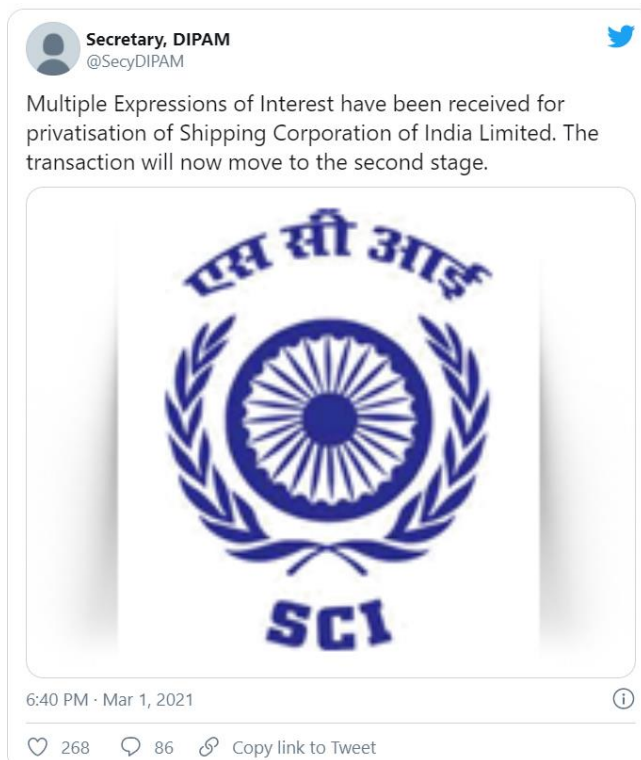 Secretary, DIPAM
@SecyDIPAM
Multiple Expressions of Interest have been received for
privatisation of Shipping Corporation of India Limited. The
transaction will now move to the second stage.
एस सी आई
SCI
6:40 PM · Mar 1, 2021
268 86 Copy link to Tweet